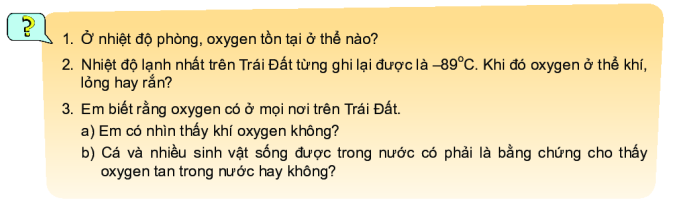 ?
1. Ở nhiệt độ phòng, oxygen tồn tại ở thể nào?
2. Nhiệt độ lạnh nhất trên Trái Đất từng ghi lại được là –89⁰C. Khi đó oxygen ở thể khí,
lỏng hay rắn?
3. Em biết rằng oxygen có ở mọi nơi trên Trái Đất.
a) Em có nhìn thấy khí oxygen không?
b) Cá và nhiều sinh vật sống được trong nước có phải là bằng chứng cho thấy
oxygen tan trong nước hay không?